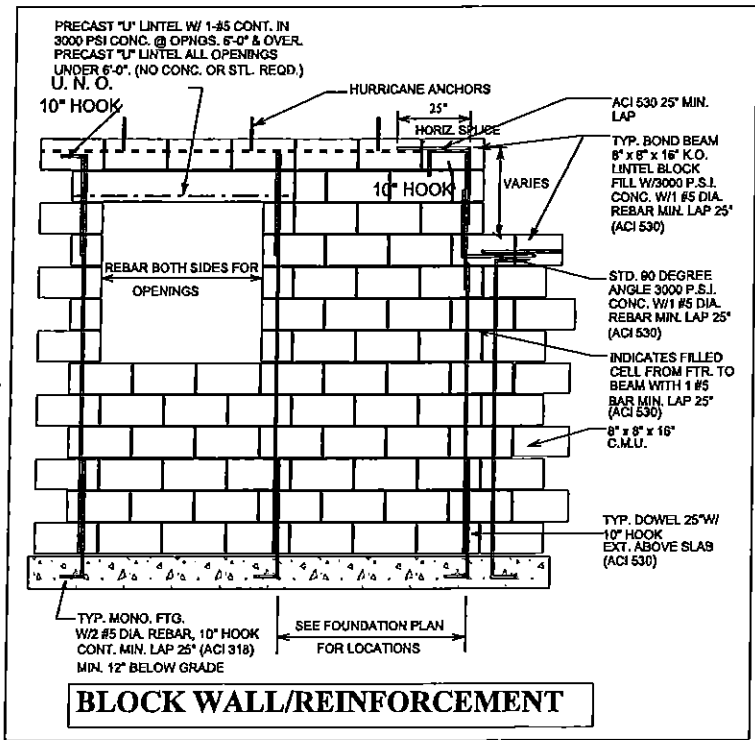 PRECAST "U" LINTEL W/ 1-#5 CONT. IN
3000 PSI CONC. @ OPNGS. 6'-0" & OVER.
PRECAST "U" LINTEL ALL OPENINGS
UNDER 6'-0". (NO CONC. OR STL. REQD.)
U. N. O.
10" HOOK
HURRICANE ANCHORS
25"
HORIZ. SPLICE
10" HOOK
VARIES
ACI 530 25" MIN.
LAP
TYP. BOND BEAM
8" x 8" x 16" K.O.
LINTEL BLOCK
FILL W/3000 P.S.I.
CONC. W/1 #5 DIA.
REBAR MIN. LAP 25"
(ACI 530)
REBAR BOTH SIDES FOR
OPENINGS
STD. 90 DEGREE
ANGLE 3000 P.S.I.
CONC. W/1 #5 DIA.
REBAR MIN. LAP 25"
(ACI 530)
INDICATES FILLED
CELL FROM FTR. TO
BEAM WITH 1 #5
BAR MIN. LAP 25"
(ACI 530)
8" x 8" x 16"
C.M.U.
TYP. DOWEL 25"W/
10" HOOK
EXT. ABOVE SLAB
(ACI 530)
TYP. MONO. FTG.
W/2 #5 DIA. REBAR, 10" HOOK
CONT. MIN. LAP 25" (ACI 318)
MIN. 12" BELOW GRADE
SEE FOUNDATION PLAN
FOR LOCATIONS
BLOCK WALL/REINFORCEMENT